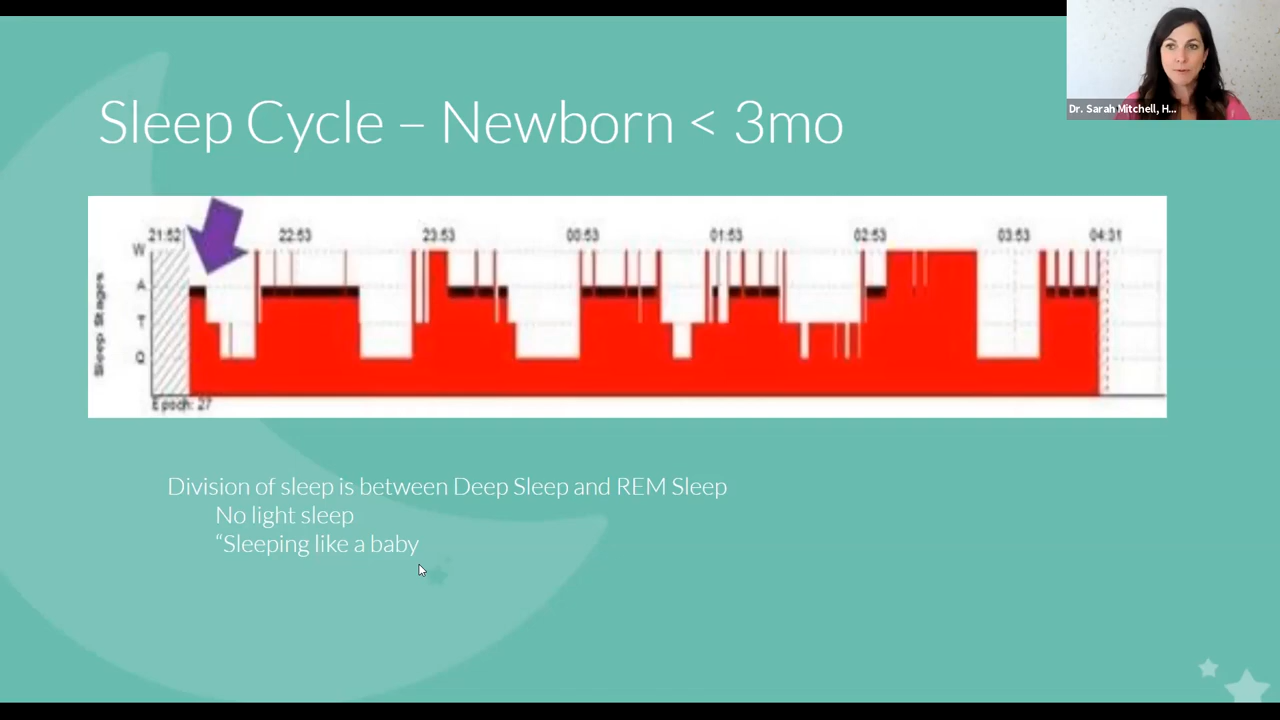 Dr. Sarah Mitchell, H...
Sleep Cycle – Newborn < 3mo
21:52 22:53 23:53 00:53 01:53 02:53 03:53 04:31
W
A
T
Q
Sleep Stages
Epoch: 27
Division of sleep is between Deep Sleep and REM Sleep
No light sleep
“Sleeping like a baby